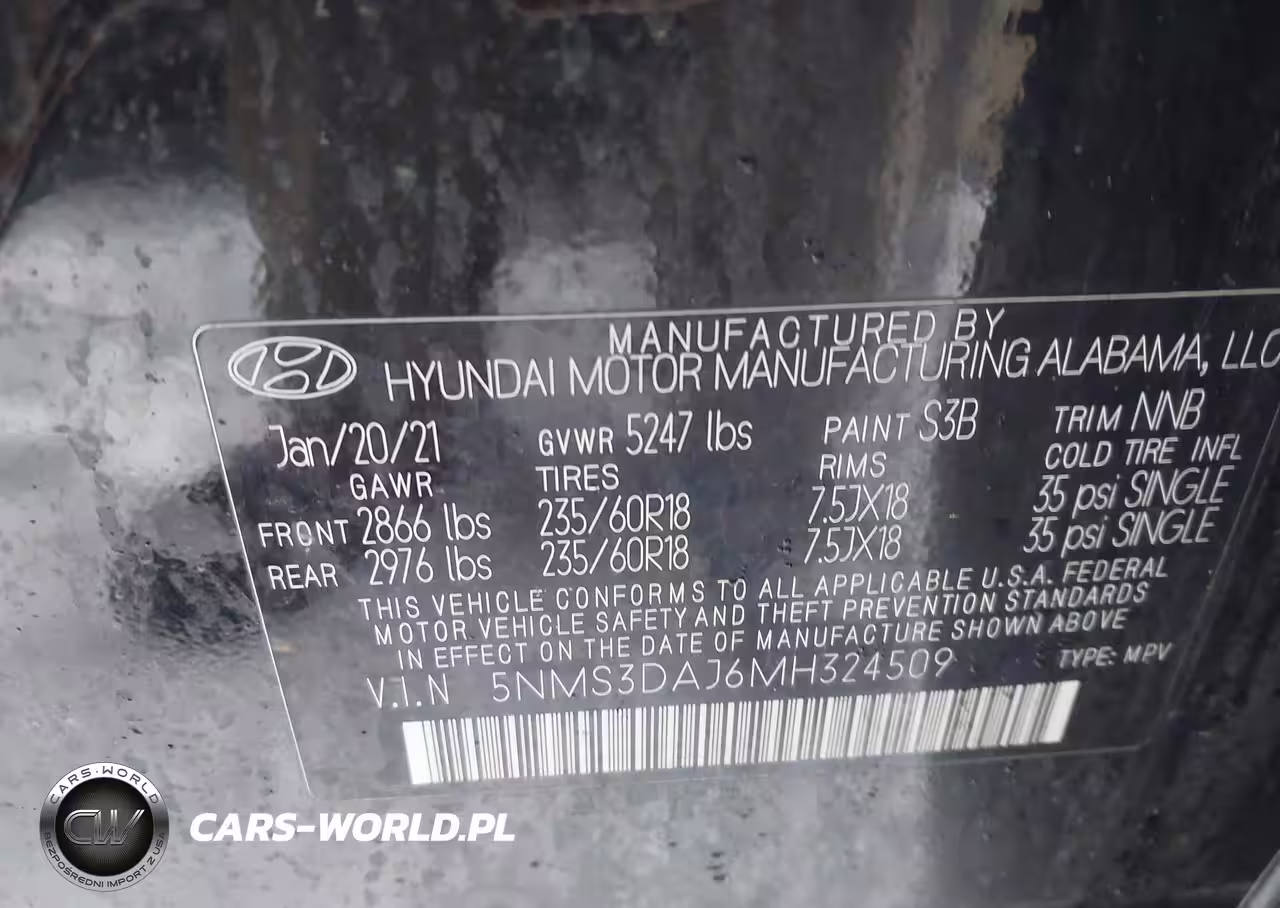 MANUFACTURED BY
HYUNDAI MOTOR MANUFACTURING ALABAMA, LLC
Jan/20/21 GVWR 5247 lbs PAINT S3B TRIM NNB
GAWR TIRES RIMS COLD TIRE INFL
FRONT 2866 lbs 235/60R18 7.5JX18 35 psi SINGLE
REAR 2976 lbs 235/60R18 7.5JX18 35 psi SINGLE
THIS VEHICLE CONFORMS TO ALL APPLICABLE U.S.A. FEDERAL
MOTOR VEHICLE SAFETY AND THEFT PREVENTION STANDARDS
IN EFFECT ON THE DATE OF MANUFACTURE SHOWN ABOVE
V.I.N 5NMS3DAJ6MH324509 TYPE: MPV
CARS-WORLD
CW
BEZPOŚREDNI IMPORT Z USA
CARS-WORLD.PL